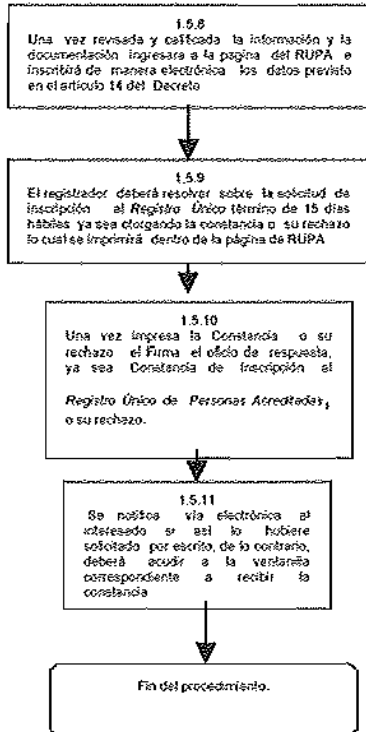 1.5.8
Una vez revisada y calificada la información y la
documentación ingresara a la pagina del RUPA e
inscribirá de manera electrónica los datos previsto
en el artículo 14 del Decreto
1.5.9
El registrador deberá resolver sobre la solicitud de
inscripción al Registro Único término de 15 días
hábiles ya sea otorgando la constancia o su rechazo
lo cual se imprimirá dentro de la página de RUPA
1.5.10
Una vez impresa la Constancia o su
rechazo el Firma el oficio de respuesta,
ya sea Constancia de Inscripción al
Registro Único de Personas Acreditadas,
o su rechazo.
1.5.11
Se notifica vía electrónica al
interesado si así lo hubiere
solicitado por escrito, de lo contrario,
deberá acudir a la ventanilla
correspondiente a recibir la
constancia
Fin del procedimiento.